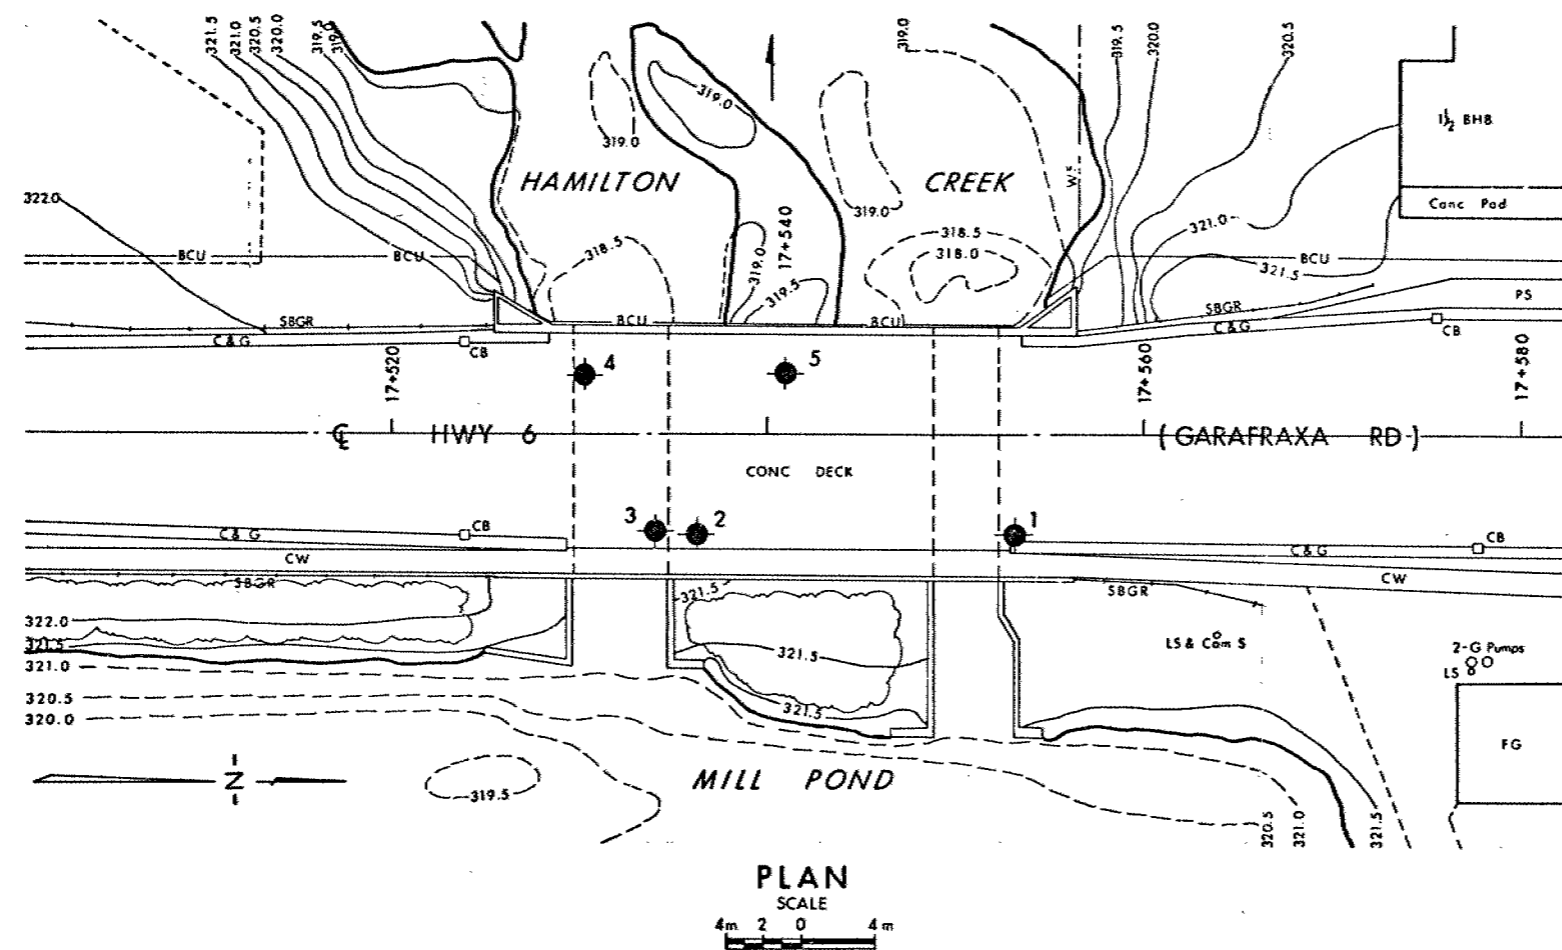 321.5
321.0
320.5
320.0
319.5
319.0
319.0
319.5
320.0
320.5
319.0
319.0
1½ BHB
HAMILTON CREEK
W S
322.0
319.0
Conc Pad
17+540
321.0
BCU
BCU
318.5
318.5
318.0
319.0
BCU
321.5
319.5
PS
SBGR
BCU
BCU
SBGR
C & G
CB
C & G
CB
17+520
4
5
17+560
17+580
℄ HWY 6
(GARAFRAXA RD)
CONC DECK
3
2
1
CB
C & G
CB
C & G
CW
CW
SBGR
321.5
SBGR
322.0
321.5
321.0
321.5
LS & Com S
2-G Pumps
LS
320.5
320.0
321.5
FG
N
319.5
MILL POND
320.5
321.0
321.5
PLAN
SCALE
4m 2 0 4m